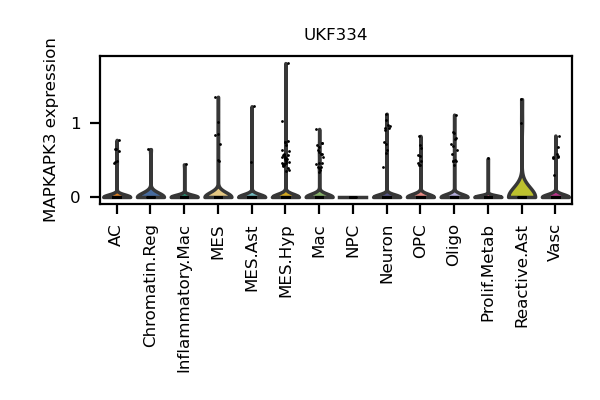 UKF334
MAPKAPK3 expression
1
0
AC
Chromatin.Reg
Inflammatory.Mac
MES
MES.Ast
MES.Hyp
Mac
NPC
Neuron
OPC
Oligo
Prolif.Metab
Reactive.Ast
Vasc